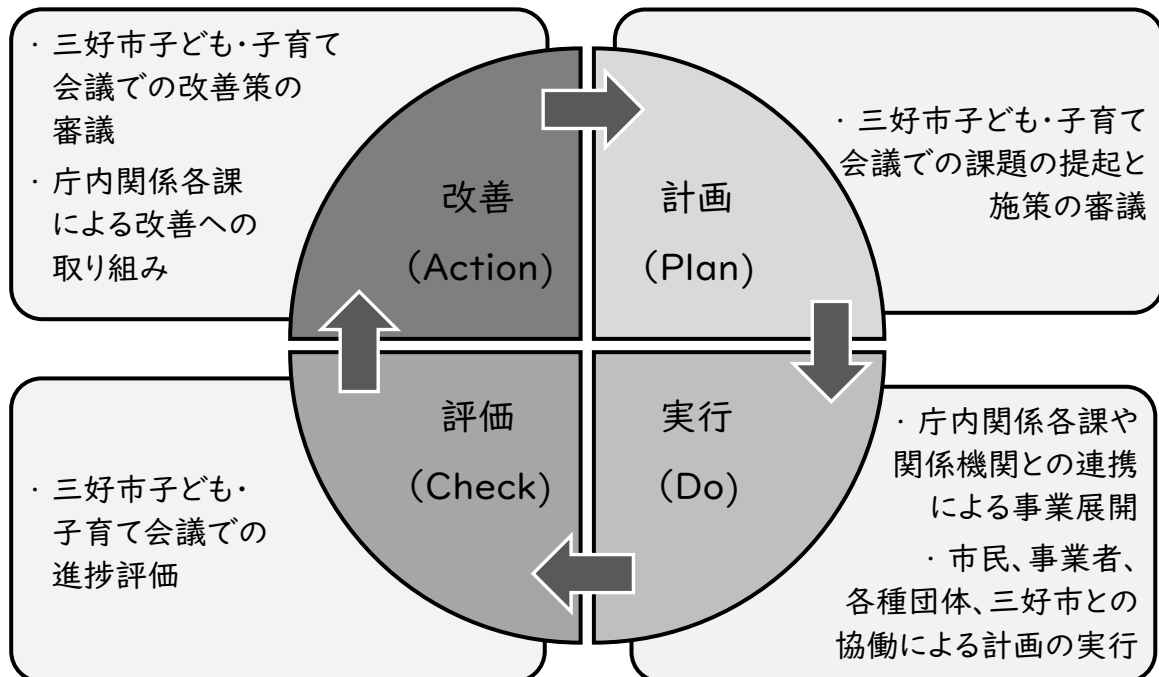 ・三好市子ども・子育て
会議での改善策の
審議
・庁内関係各課
による改善への
取り組み
改善
(Action)
計画
(Plan)
・三好市子ども・子育て
会議での課題の提起と
施策の審議
・三好市子ども・
子育て会議での
進捗評価
評価
(Check)
実行
(Do)
・庁内関係各課や
関係機関との連携
による事業展開
・市民、事業者、
各種団体、三好市との
協働による計画の実行